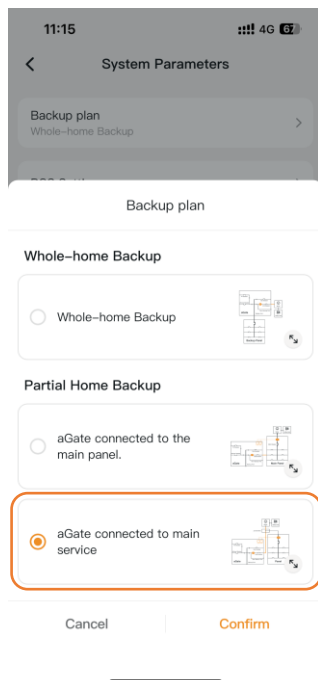 11:15
4G 67
System Parameters
Backup plan
Whole-home Backup
Backup plan
Whole-home Backup
Whole-home Backup
Partial Home Backup
aGate connected to the
main panel.
aGate connected to main
service
Cancel
Confirm